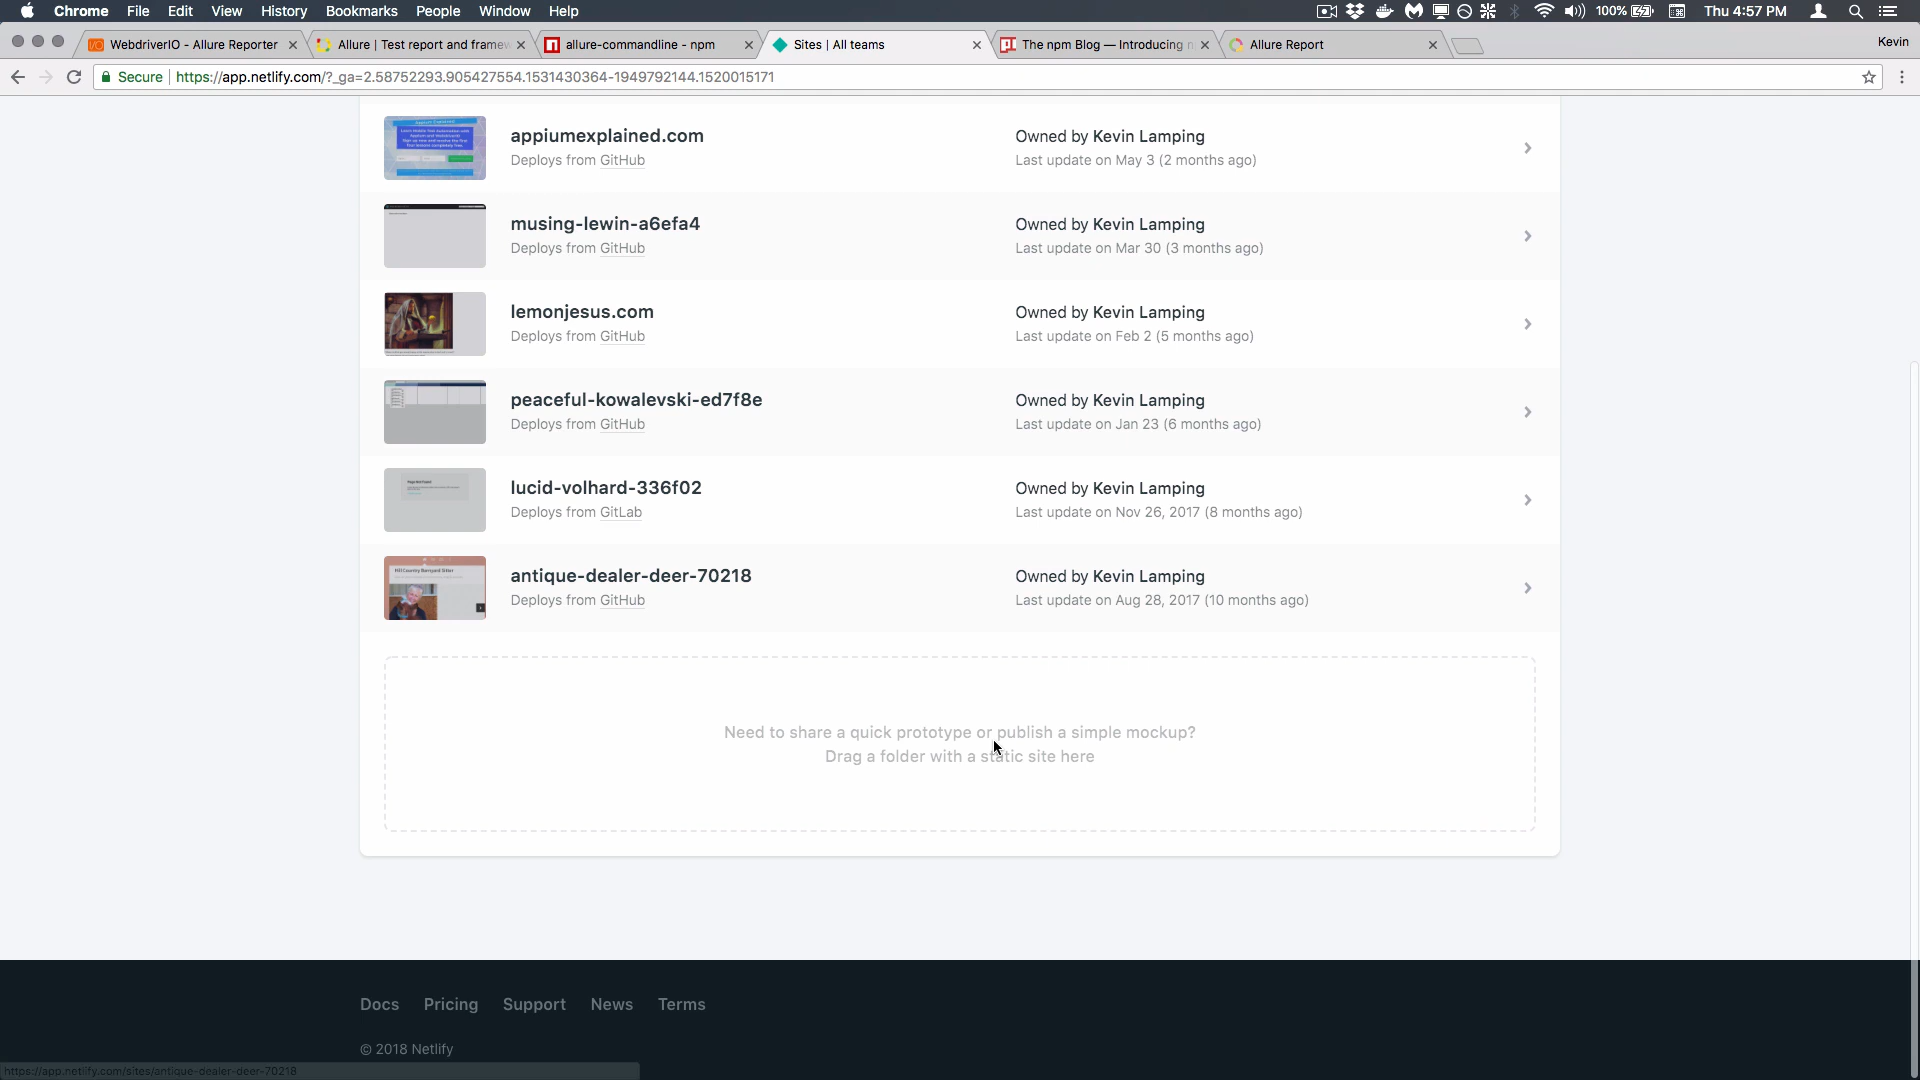 Chrome File Edit View History Bookmarks People Window Help 100% Thu 4:57 PM
WebdriverIO - Allure Reporter
Allure | Test report and framew
allure-commandline - npm
Sites | All teams
The npm Blog — Introducing n
Allure Report
Kevin
Secure https://app.netlify.com/?_ga=2.58752293.905427554.1531430364-1949792144.1520015171
appiumexplained.com Owned by Kevin Lamping
Deploys from GitHub Last update on May 3 (2 months ago)
musing-lewin-a6efa4 Owned by Kevin Lamping
Deploys from GitHub Last update on Mar 30 (3 months ago)
lemonjesus.com Owned by Kevin Lamping
Deploys from GitHub Last update on Feb 2 (5 months ago)
peaceful-kowalevski-ed7f8e Owned by Kevin Lamping
Deploys from GitHub Last update on Jan 23 (6 months ago)
lucid-volhard-336f02 Owned by Kevin Lamping
Deploys from GitLab Last update on Nov 26, 2017 (8 months ago)
antique-dealer-deer-70218 Owned by Kevin Lamping
Deploys from GitHub Last update on Aug 28, 2017 (10 months ago)
Need to share a quick prototype or publish a simple mockup?
Drag a folder with a static site here
Docs Pricing Support News Terms
© 2018 Netlify
https://app.netlify.com/sites/antique-dealer-deer-70218